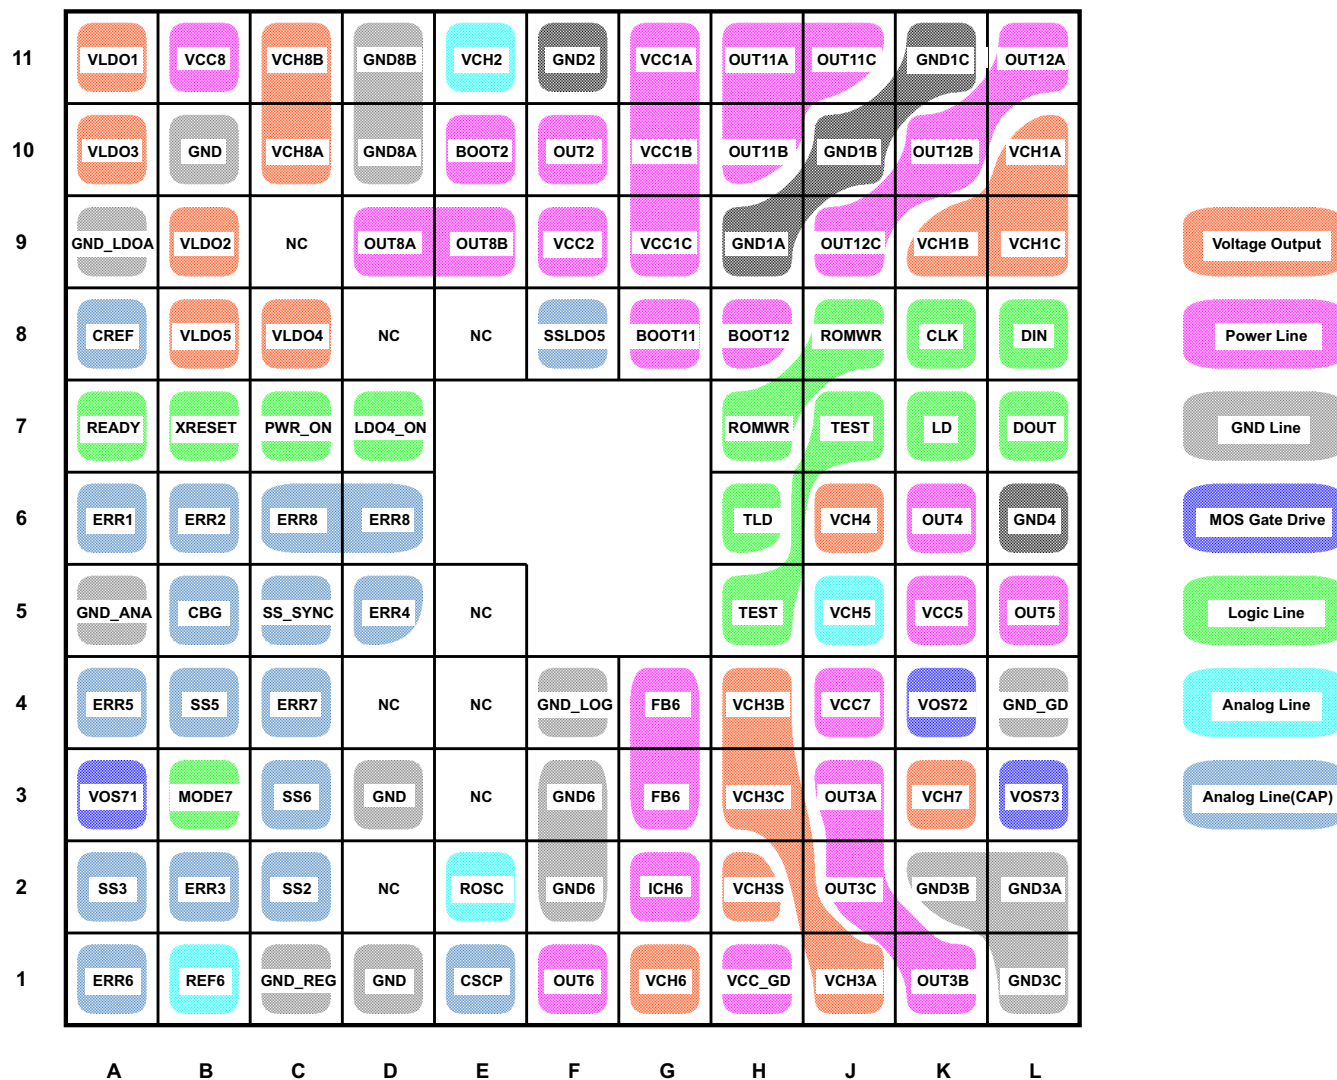 11 VLDO1 VCC8 VCH8B GND8B VCH2 GND2 VCC1A OUT11A OUT11C GND1C OUT12A
10 VLDO3 GND VCH8A GND8A BOOT2 OUT2 VCC1B OUT11B GND1B OUT12B VCH1A
9 GND_LDOA VLDO2 NC OUT8A OUT8B VCC2 VCC1C GND1A OUT12C VCH1B VCH1C Voltage Output
8 CREF VLDO5 VLDO4 NC NC SSLDO5 BOOT11 BOOT12 ROMWR CLK DIN Power Line
7 READY XRESET PWR_ON LDO4_ON ROMWR TEST LD DOUT GND Line
6 ERR1 ERR2 ERR8 ERR8 TLD VCH4 OUT4 GND4 MOS Gate Drive
5 GND_ANA CBG SS_SYNC ERR4 NC TEST VCH5 VCC5 OUT5 Logic Line
4 ERR5 SS5 ERR7 NC NC GND_LOG FB6 VCH3B VCC7 VOS72 GND_GD Analog Line
3 VOS71 MODE7 SS6 GND NC GND6 FB6 VCH3C OUT3A VCH7 VOS73 Analog Line(CAP)
2 SS3 ERR3 SS2 NC ROSC GND6 ICH6 VCH3S OUT3C GND3B GND3A
1 ERR6 REF6 GND_REG GND CSCP OUT6 VCH6 VCC_GD VCH3A OUT3B GND3C
A B C D E F G H J K L